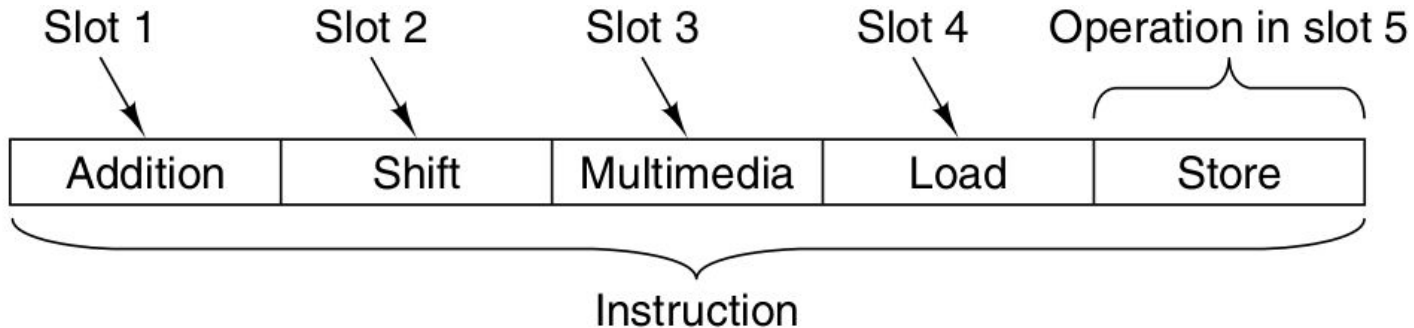 Slot 1 Slot 2 Slot 3 Slot 4 Operation in slot 5
Addition Shift Multimedia Load Store
Instruction